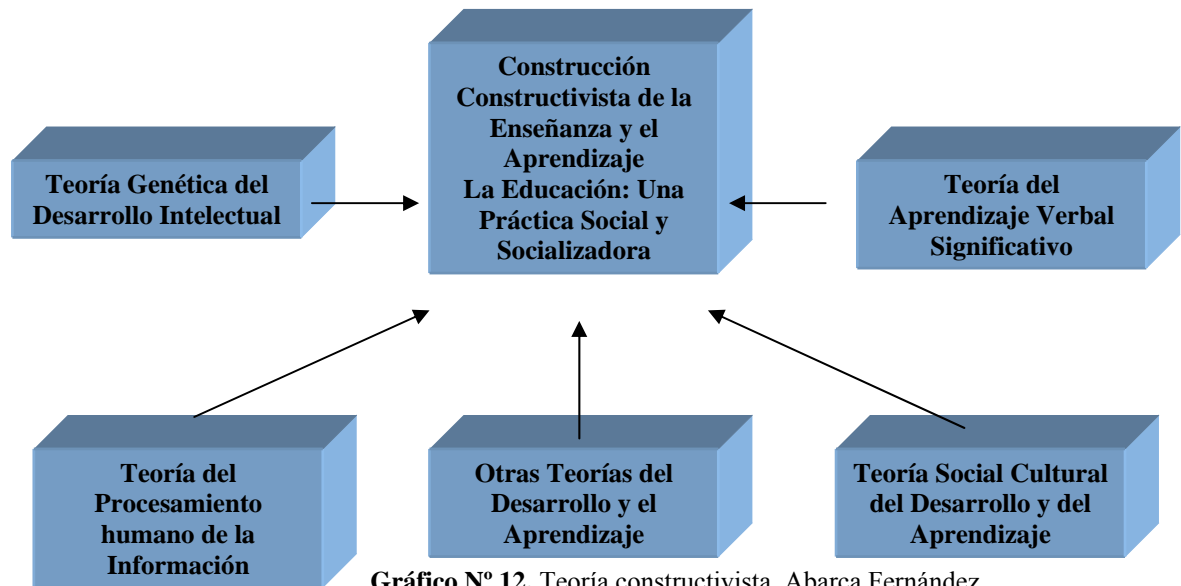 Construcción
Constructivista de la
Enseñanza y el
Aprendizaje
La Educación: Una
Práctica Social y
Socializadora
Teoría Genética del
Desarrollo Intelectual
Teoría del
Aprendizaje Verbal
Significativo
Teoría del
Procesamiento
humano de la
Información
Otras Teorías del
Desarrollo y el
Aprendizaje
Teoría Social Cultural
del Desarrollo y del
Aprendizaje
Gráfico Nº 12. Teoría constructivista. Abarca Fernández